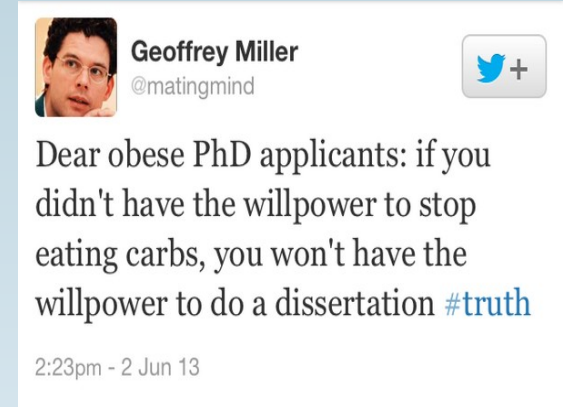 Geoffrey Miller
@matingmind
+
Dear obese PhD applicants: if you
didn't have the willpower to stop
eating carbs, you won't have the
willpower to do a dissertation #truth
2:23pm - 2 Jun 13